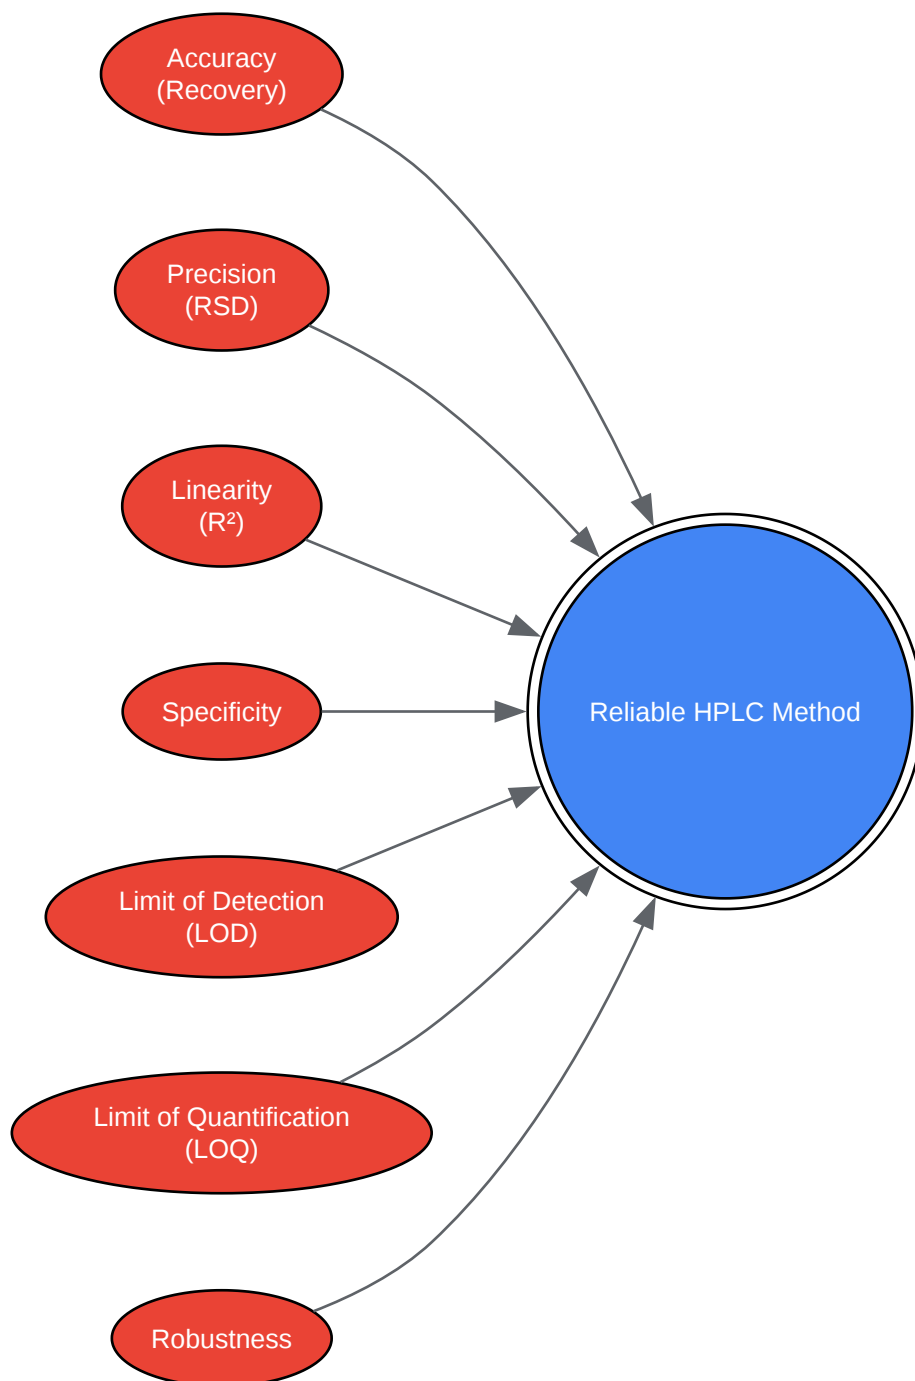 Accuracy
(Recovery)
Precision
(RSD)
Linearity
(R²)
Specificity
Reliable HPLC Method
Limit of Detection
(LOD)
Limit of Quantification
(LOQ)
Robustness